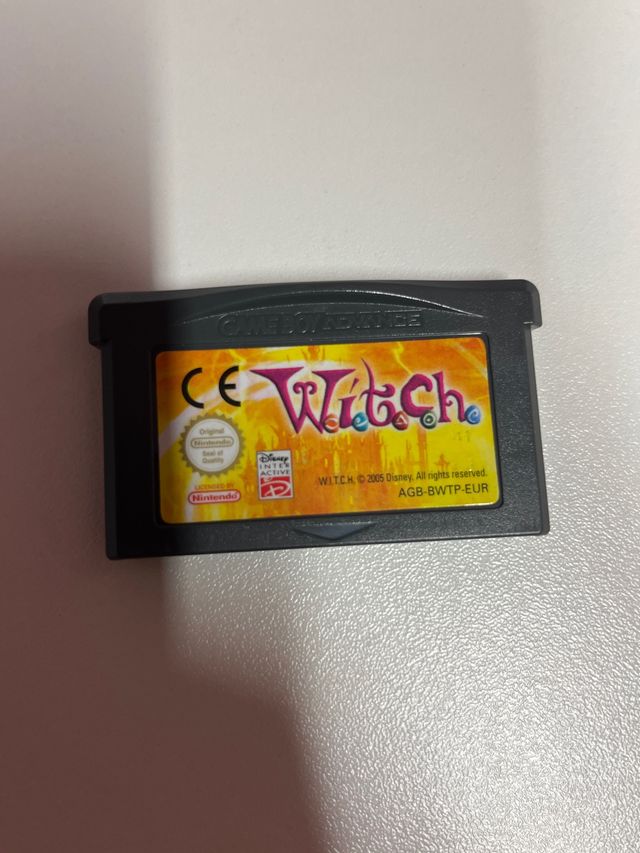 GAME BOY ADVANCE
CE
W.i.t.c.h.
Original
Nintendo
Seal of
Quality
LICENSED BY
Nintendo
Disney
INTER
ACTIVE
W.I.T.C.H. © 2005 Disney. All rights reserved.
AGB-BWTP-EUR